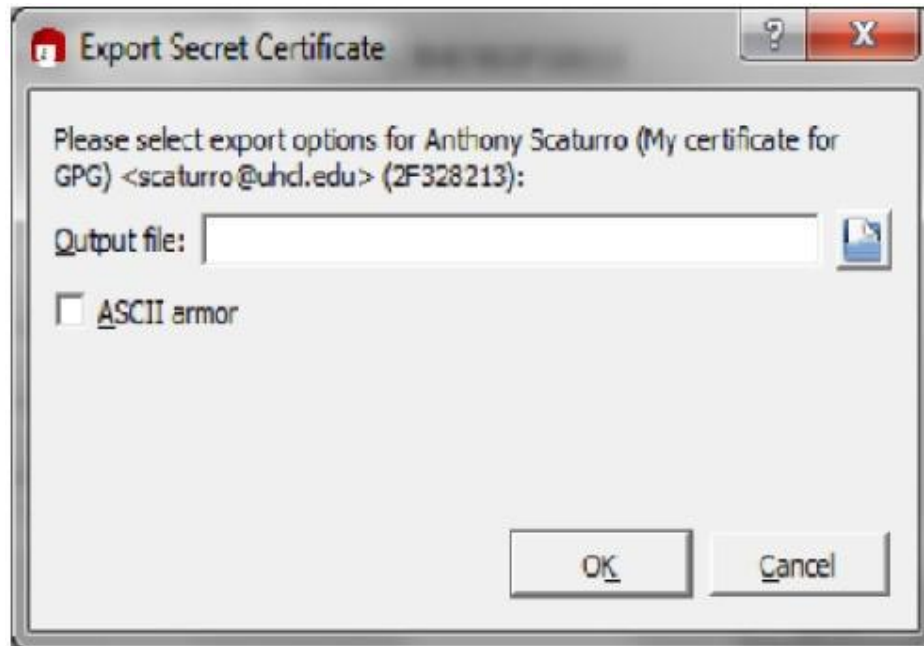 Export Secret Certificate
Please select export options for Anthony Scaturro (My certificate for
GPG) <scaturro@uhcl.edu> (2F328213):
Output file:
ASCII armor
OK
Cancel